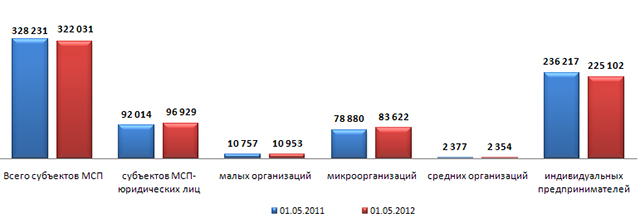 328 231
322 031
92 014
96 929
10 757
10 953
78 880
83 622
2 377
2 354
236 217
225 102
Всего субъектов МСП
субъектов МСП-
юридических лиц
малых организаций
микроорганизаций
средних организаций
индивидуальных
предпринимателей
01.05.2011
01.05.2012